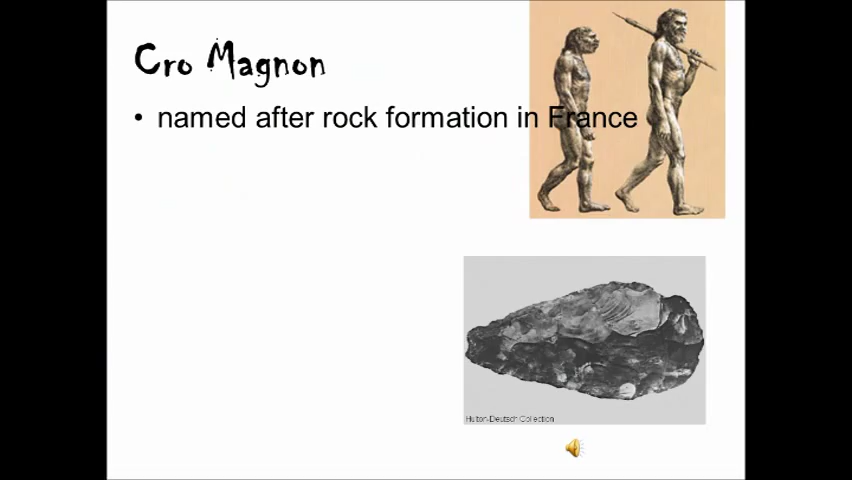 Cro Magnon
• named after rock formation in France
Hulton-Deutsch Collection